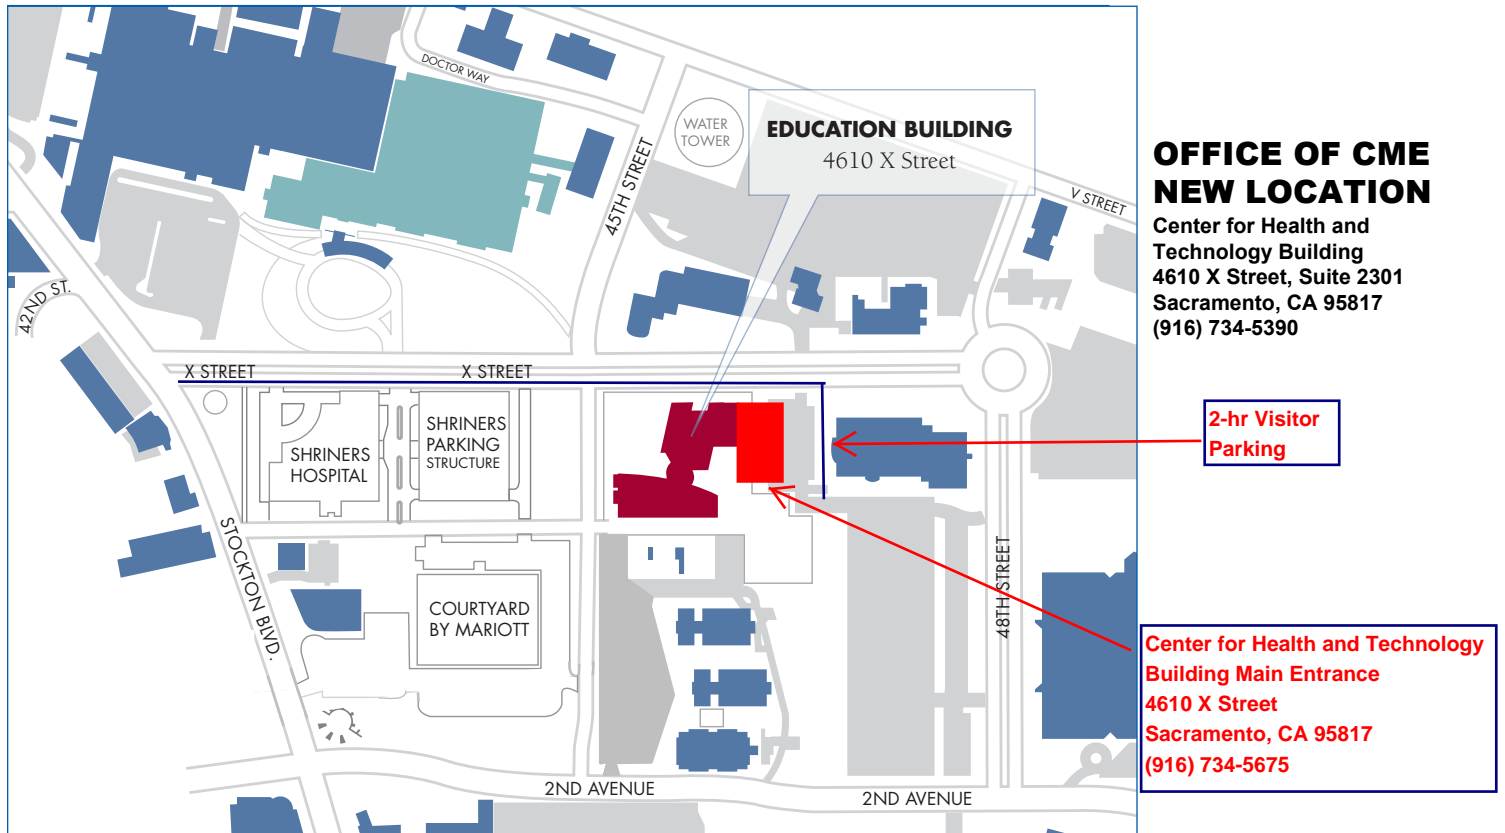 DOCTOR WAY
WATER
TOWER
EDUCATION BUILDING
4610 X Street
45TH STREET
V STREET
OFFICE OF CME
NEW LOCATION
Center for Health and
Technology Building
4610 X Street, Suite 2301
Sacramento, CA 95817
(916) 734-5390
42ND ST.
X STREET
X STREET
SHRINERS
HOSPITAL
SHRINERS
PARKING
STRUCTURE
2-hr Visitor
Parking
STOCKTON BLVD.
COURTYARD
BY MARIOTT
48TH STREET
Center for Health and Technology
Building Main Entrance
4610 X Street
Sacramento, CA 95817
(916) 734-5675
2ND AVENUE
2ND AVENUE